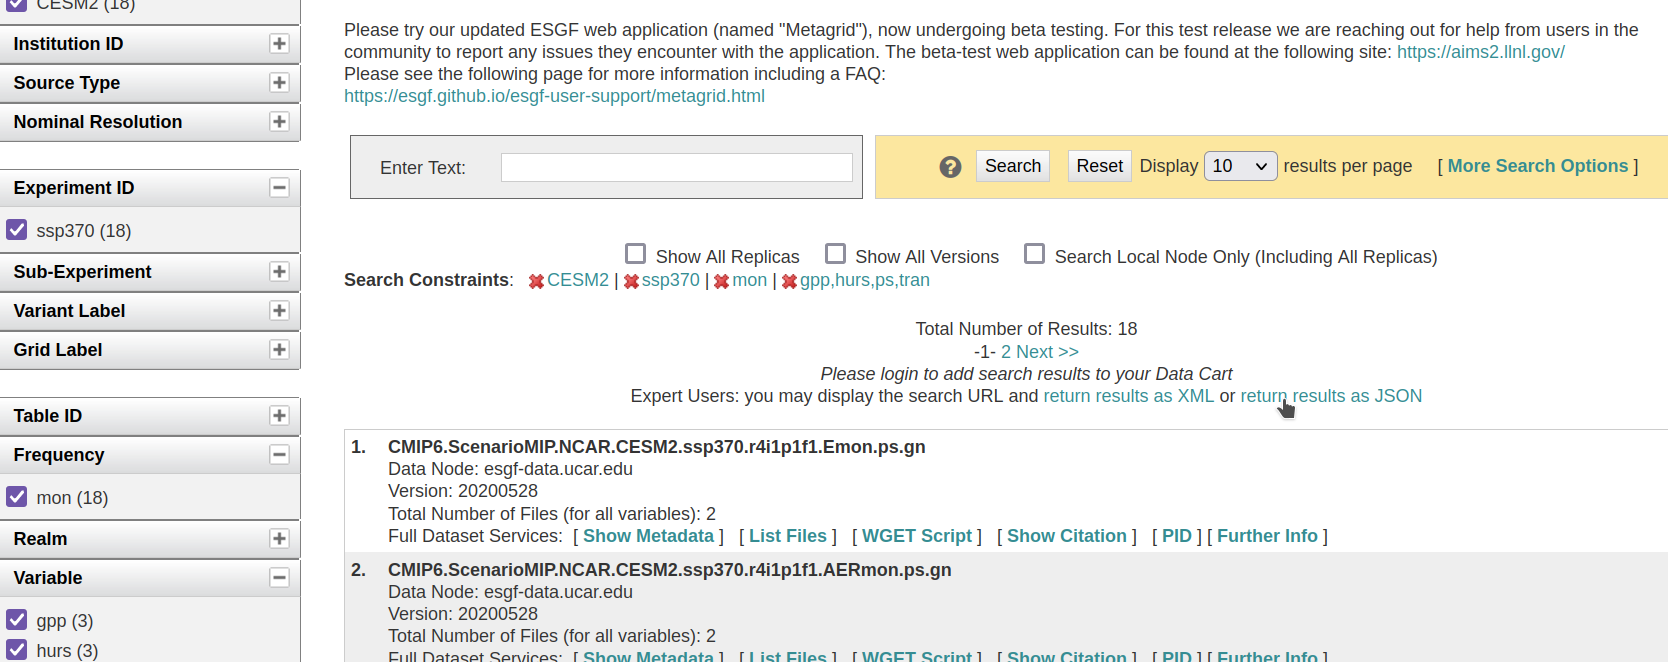 CESM2 (18)
Institution ID
Source Type
Nominal Resolution
Experiment ID
ssp370 (18)
Sub-Experiment
Variant Label
Grid Label
Table ID
Frequency
mon (18)
Realm
Variable
gpp (3)
hurs (3)
Please try our updated ESGF web application (named "Metagrid"), now undergoing beta testing. For this test release we are reaching out for help from users in the
community to report any issues they encounter with the application. The beta-test web application can be found at the following site: https://aims2.llnl.gov/
Please see the following page for more information including a FAQ:
https://esgf.github.io/esgf-user-support/metagrid.html
Enter Text:
? Search Reset Display 10 results per page [ More Search Options ]
Show All Replicas Show All Versions Search Local Node Only (Including All Replicas)
Search Constraints: CESM2 | ssp370 | mon | gpp,hurs,ps,tran
Total Number of Results: 18
-1- 2 Next >>
Please login to add search results to your Data Cart
Expert Users: you may display the search URL and return results as XML or return results as JSON
1. CMIP6.ScenarioMIP.NCAR.CESM2.ssp370.r4i1p1f1.Emon.ps.gn
Data Node: esgf-data.ucar.edu
Version: 20200528
Total Number of Files (for all variables): 2
Full Dataset Services: [ Show Metadata ] [ List Files ] [ WGET Script ] [ Show Citation ] [ PID ] [ Further Info ]
2. CMIP6.ScenarioMIP.NCAR.CESM2.ssp370.r4i1p1f1.AERmon.ps.gn
Data Node: esgf-data.ucar.edu
Version: 20200528
Total Number of Files (for all variables): 2
Full Dataset Services: [ Show Metadata ] [ List Files ] [ WGET Script ] [ Show Citation ] [ PID ] [ Further Info ]